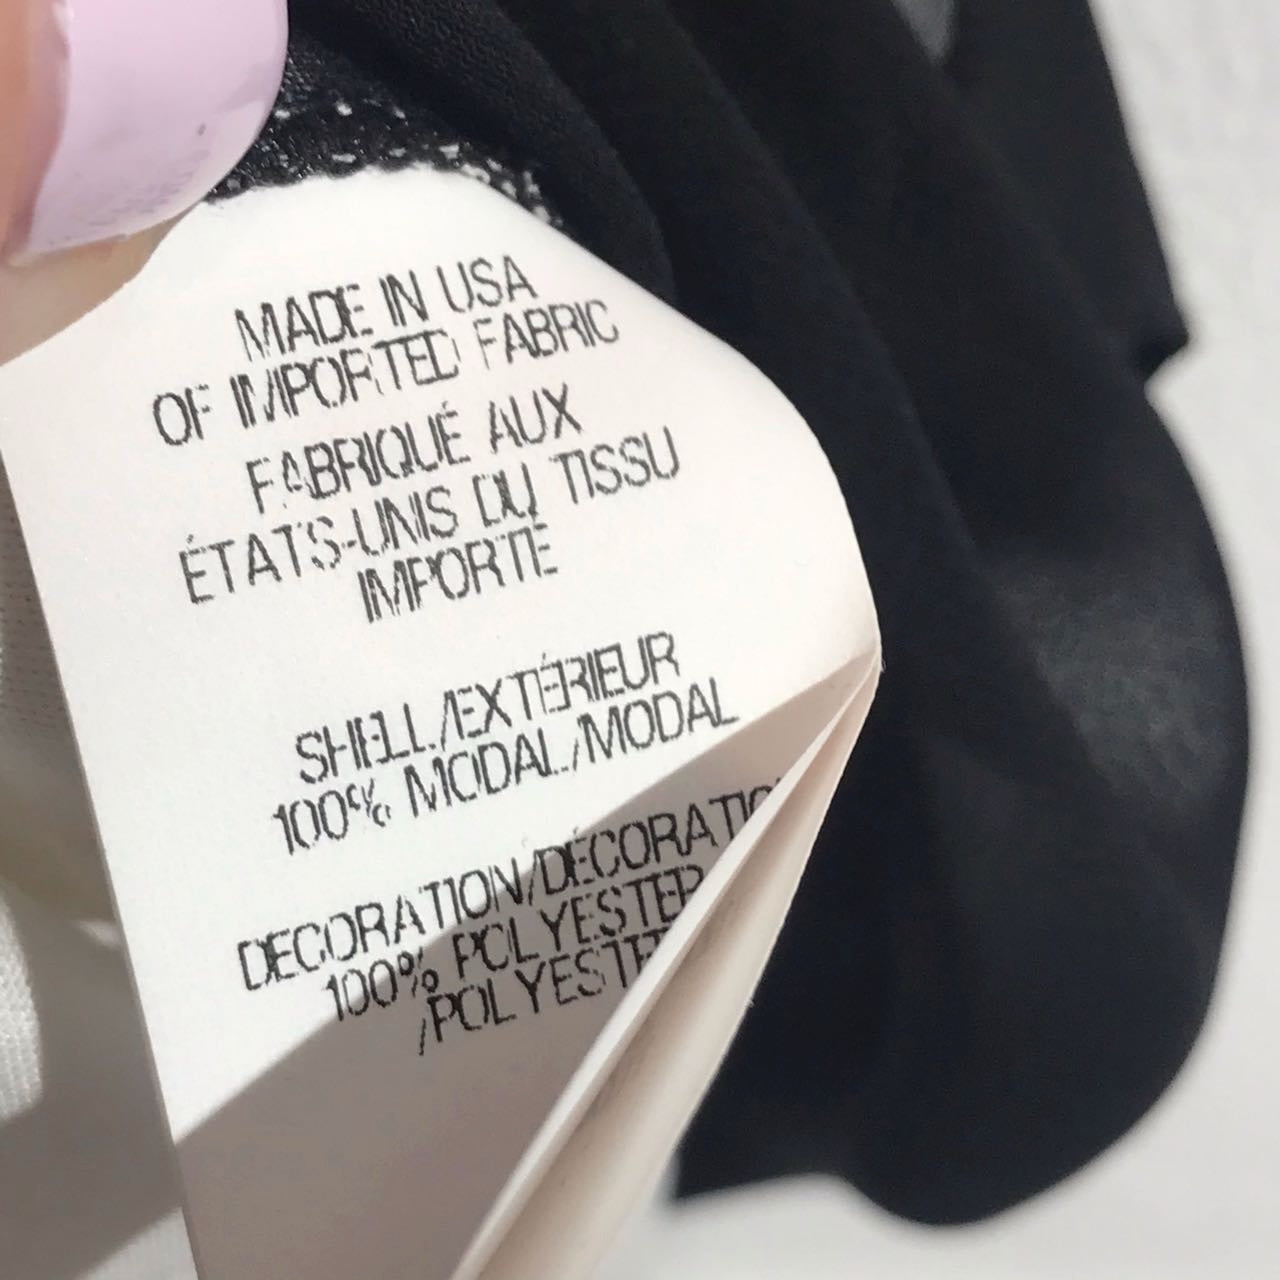 MADE IN USA
OF IMPORTED FABRIC
FABRIQUÉ AUX
ÉTATS-UNIS DU TISSU
IMPORTÉ
SHELL/EXTÉRIEUR
100% MODAL/MODAL
DECORATION/DÉCORATIO
100% POLYESTER
/POLYESTE